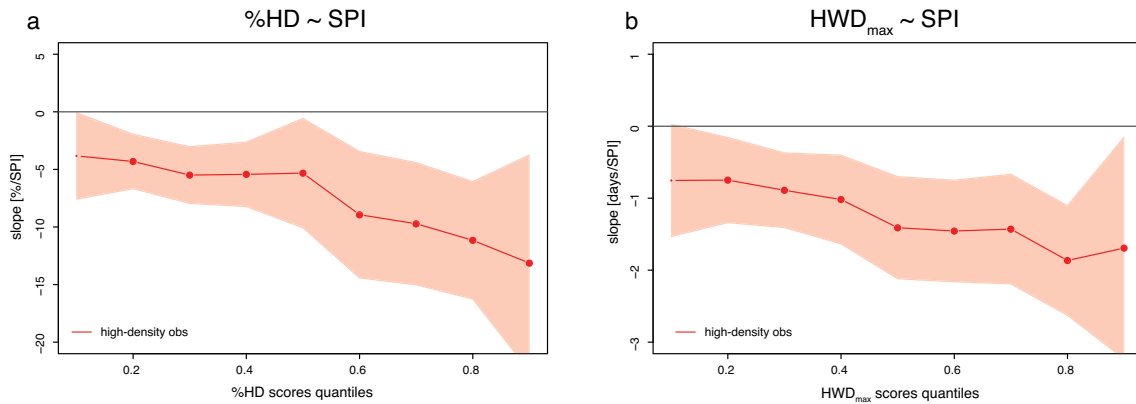 a
%HD ~ SPI
5
0
−5
−10
−15
−20
slope [%/SPI]
high-density obs
0.2 0.4 0.6 0.8
%HD scores quantiles
b
HWDmax ~ SPI
1
0
−1
−2
−3
slope [days/SPI]
high-density obs
0.2 0.4 0.6 0.8
HWDmax scores quantiles